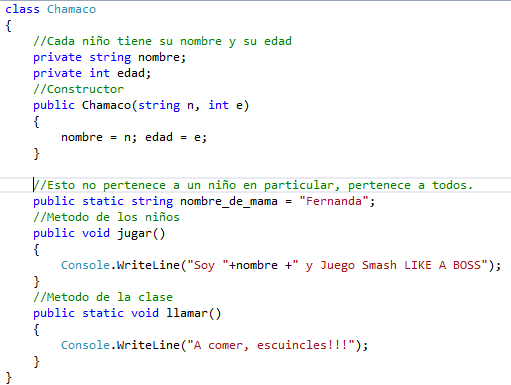 class Chamaco
{
//Cada niño tiene su nombre y su edad
private string nombre;
private int edad;
//Constructor
public Chamaco(string n, int e)
{
nombre = n; edad = e;
}
//Esto no pertenece a un niño en particular, pertenece a todos.
public static string nombre_de_mama = "Fernanda";
//Metodo de los niños
public void jugar()
{
Console.WriteLine("Soy "+nombre +" y Juego Smash LIKE A BOSS");
}
//Metodo de la clase
public static void llamar()
{
Console.WriteLine("A comer, escuincles!!!");
}
}